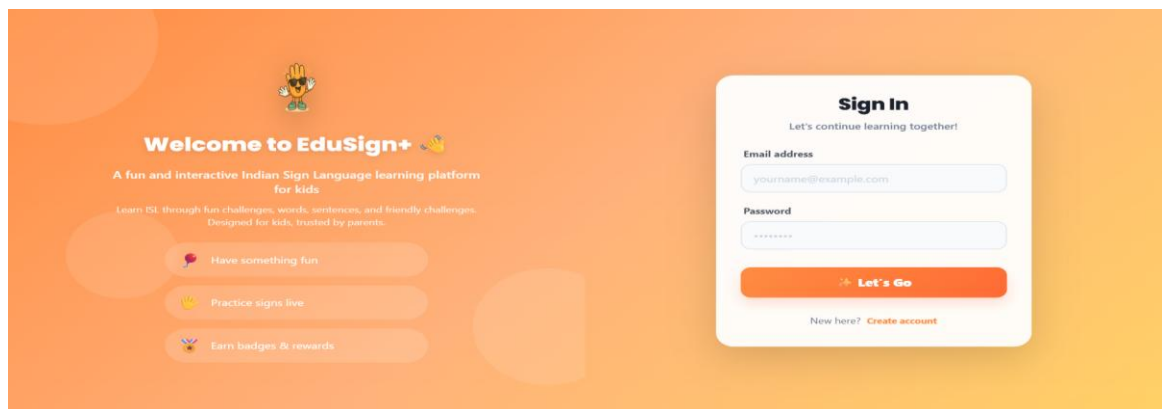 Welcome to EduSign+ 👋
A fun and interactive Indian Sign Language learning platform
for kids
Learn ISL through fun challenges, words, sentences, and friendly challenges.
Designed for kids, trusted by parents.
Have something fun
Practice signs live
Earn badges & rewards
Sign In
Let's continue learning together!
Email address
yourname@example.com
Password
••••••••
✨ Let's Go
New here? Create account